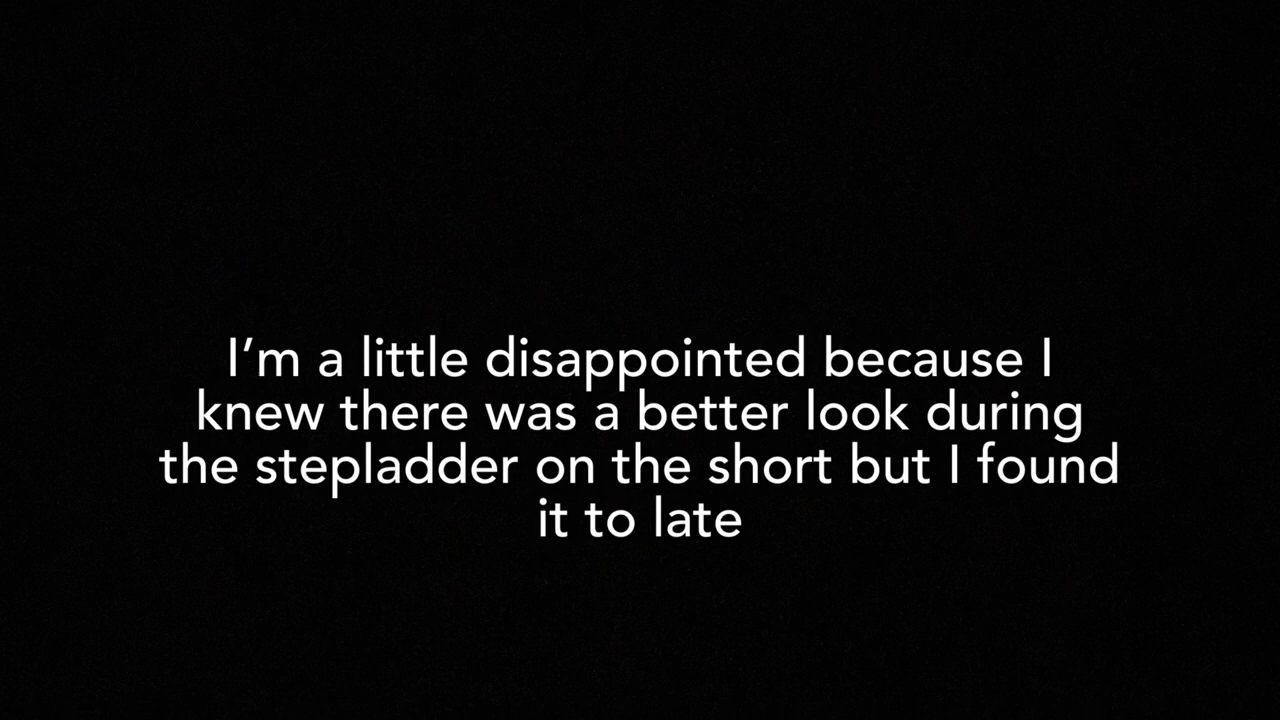 I’m a little disappointed because I
knew there was a better look during
the stepladder on the short but I found
it to late